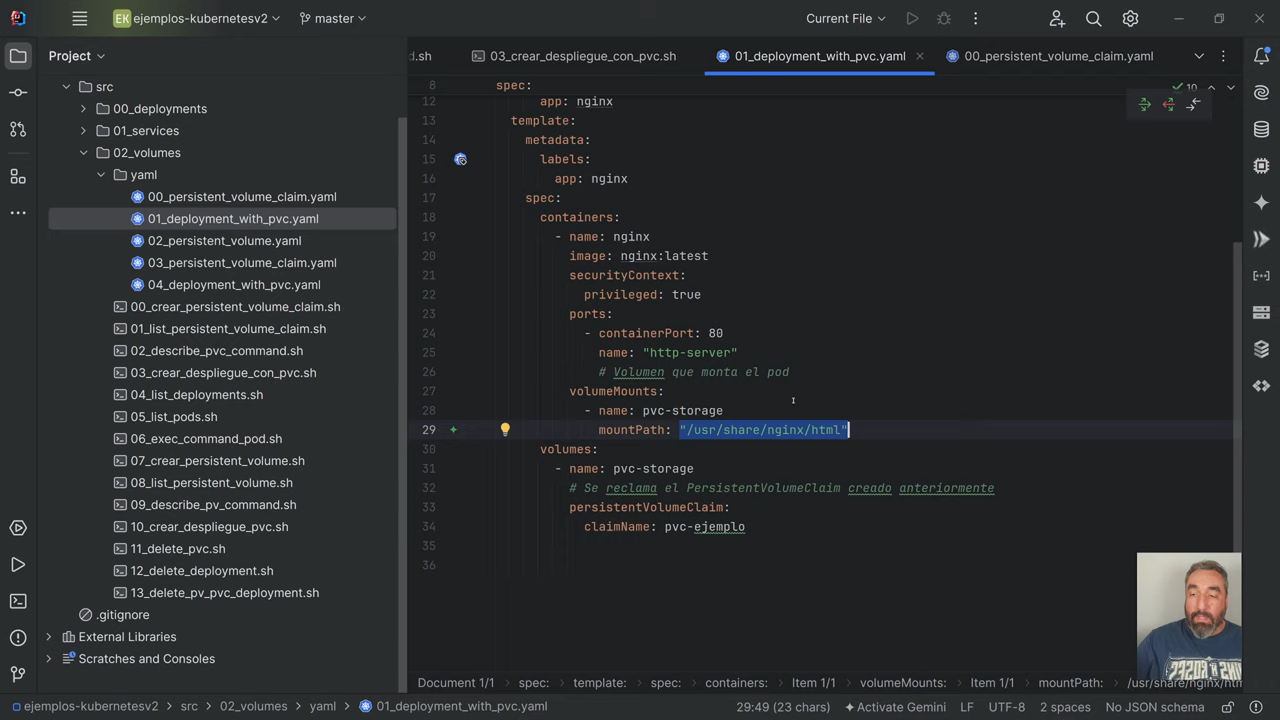 EK ejemplos-kubernetesv2 master Current File
Project
d.sh 03_crear_despliegue_con_pvc.sh 01_deployment_with_pvc.yaml 00_persistent_volume_claim.yaml
src
00_deployments
01_services
02_volumes
yaml
00_persistent_volume_claim.yaml
01_deployment_with_pvc.yaml
02_persistent_volume.yaml
03_persistent_volume_claim.yaml
04_deployment_with_pvc.yaml
00_crear_persistent_volume_claim.sh
01_list_persistent_volume_claim.sh
02_describe_pvc_command.sh
03_crear_despliegue_con_pvc.sh
04_list_deployments.sh
05_list_pods.sh
06_exec_command_pod.sh
07_crear_persistent_volume.sh
08_list_persistent_volume.sh
09_describe_pv_command.sh
10_crear_despliegue_pvc.sh
11_delete_pvc.sh
12_delete_deployment.sh
13_delete_pv_pvc_deployment.sh
.gitignore
External Libraries
Scratches and Consoles
8 spec:
10
12 app: nginx
13 template:
14 metadata:
15 labels:
16 app: nginx
17 spec:
18 containers:
19 - name: nginx
20 image: nginx:latest
21 securityContext:
22 privileged: true
23 ports:
24 - containerPort: 80
25 name: "http-server"
26 # Volumen que monta el pod
27 volumeMounts:
28 - name: pvc-storage
29 mountPath: "/usr/share/nginx/html"
30 volumes:
31 - name: pvc-storage
32 # Se reclama el PersistentVolumeClaim creado anteriormente
33 persistentVolumeClaim:
34 claimName: pvc-ejemplo
35
36
Document 1/1 spec: template: spec: containers: Item 1/1 volumeMounts: Item 1/1 mountPath: /usr/share/nginx/htm
ejemplos-kubernetesv2 src 02_volumes yaml 01_deployment_with_pvc.yaml 29:49 (23 chars) Activate Gemini LF UTF-8 2 spaces No JSON schema